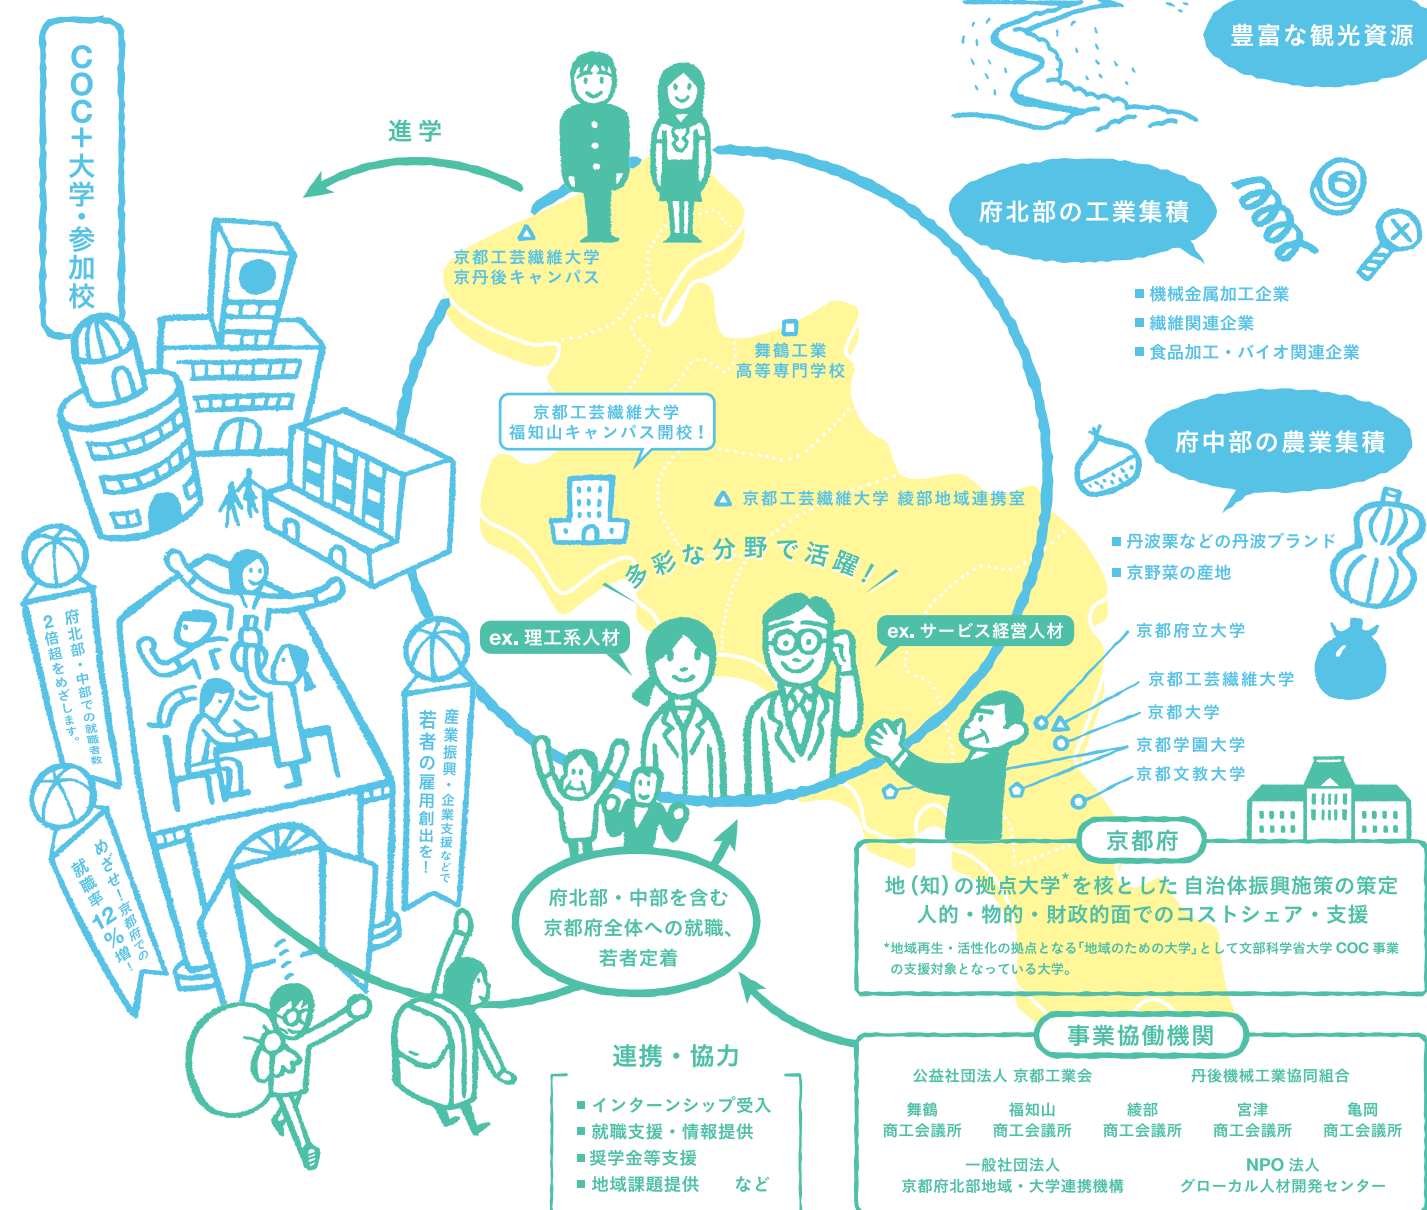 COC＋大学・参加校
進学
豊富な観光資源
府北部の工業集積
■機械金属加工企業
■繊維関連企業
■食品加工・バイオ関連企業
京都工芸繊維大学
京丹後キャンパス
舞鶴工業
高等専門学校
京都工芸繊維大学
福知山キャンパス開校！
京都工芸繊維大学 綾部地域連携室
府中部の農業集積
■丹波栗などの丹波ブランド
■京野菜の産地
多彩な分野で活躍！
ex. 理工系人材
ex. サービス経営人材
京都府立大学
京都工芸繊維大学
京都大学
京都学園大学
京都文教大学
府北部・中部での就職者数
2倍超をめざします。
めざせ！京都府での
就職率12％増！
産業振興・企業支援などで
若者の雇用創出を！
府北部・中部を含む
京都府全体への就職、
若者定着
京都府
地（知）の拠点大学*を核とした 自治体振興施策の策定
人的・物的・財政的面でのコストシェア・支援
*地域再生・活性化の拠点となる「地域のための大学」として文部科学省大学 COC 事業
の支援対象となっている大学。
連携・協力
■インターンシップ受入
■就職支援・情報提供
■奨学金等支援
■地域課題提供　など
事業協働機関
公益社団法人 京都工業会
丹後機械工業協同組合
舞鶴
商工会議所
福知山
商工会議所
綾部
商工会議所
宮津
商工会議所
亀岡
商工会議所
一般社団法人
京都府北部地域・大学連携機構
NPO 法人
グローカル人材開発センター